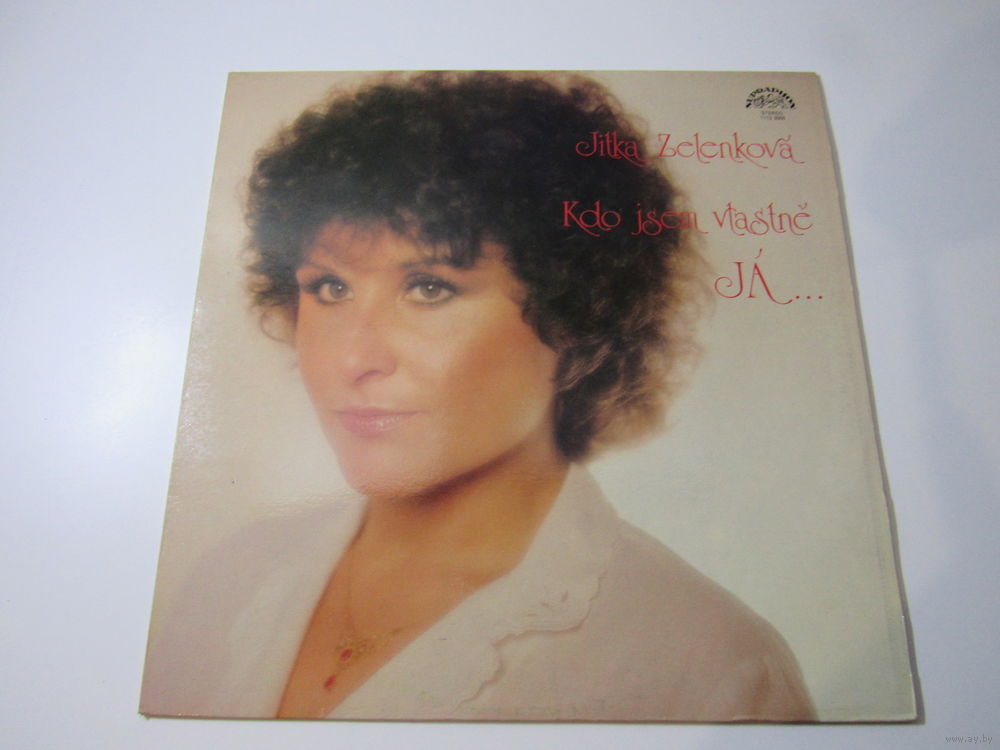 SUPRAPHON
STEREO
Jitka Zelenková
Kdo jsem vlastně
JÁ...
www.ay.by